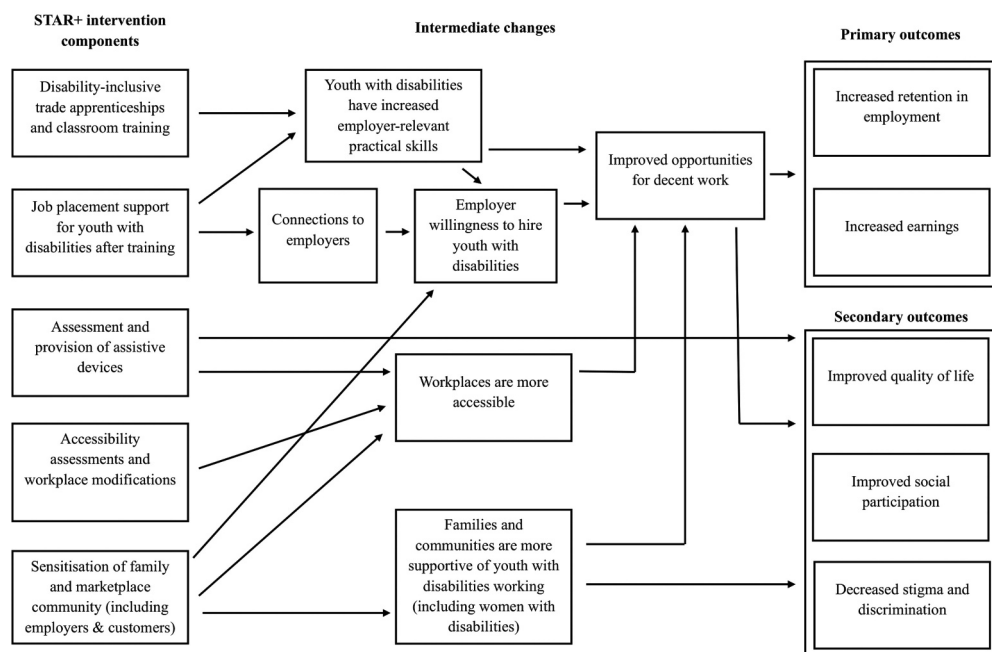 STAR+ intervention
components
Intermediate changes
Primary outcomes
Disability-inclusive
trade apprenticeships
and classroom training
Youth with disabilities
have increased
employer-relevant
practical skills
Increased retention in
employment
Improved opportunities
for decent work
Job placement support
for youth with
disabilities after training
Connections to
employers
Employer
willingness to hire
youth with
disabilities
Increased earnings
Assessment and
provision of assistive
devices
Secondary outcomes
Workplaces are more
accessible
Improved quality of life
Accessibility
assessments and
workplace modifications
Improved social
participation
Sensitisation of family
and marketplace
community (including
employers & customers)
Families and
communities are more
supportive of youth with
disabilities working
(including women with
disabilities)
Decreased stigma and
discrimination